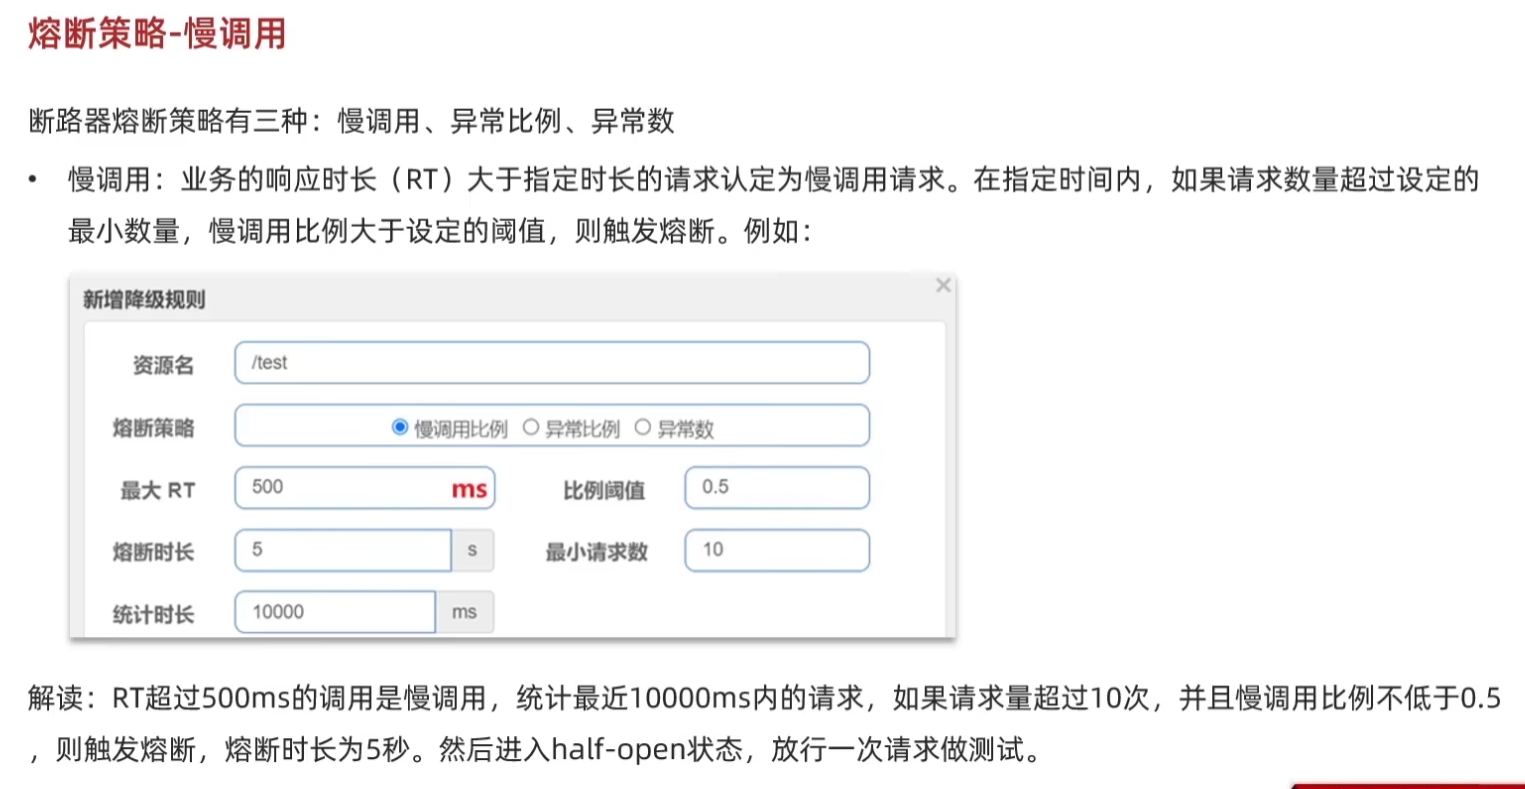 熔断策略-慢调用
断路器熔断策略有三种：慢调用、异常比例、异常数
• 慢调用：业务的响应时长（RT）大于指定时长的请求认定为慢调用请求。在指定时间内，如果请求数量超过设定的
最小数量，慢调用比例大于设定的阈值，则触发熔断。例如：
新增降级规则 ×
资源名 /test
熔断策略 慢调用比例 异常比例 异常数
最大 RT 500 ms 比例阈值 0.5
熔断时长 5 s 最小请求数 10
统计时长 10000 ms
解读：RT超过500ms的调用是慢调用，统计最近10000ms内的请求，如果请求量超过10次，并且慢调用比例不低于0.5
，则触发熔断，熔断时长为5秒。然后进入half-open状态，放行一次请求做测试。